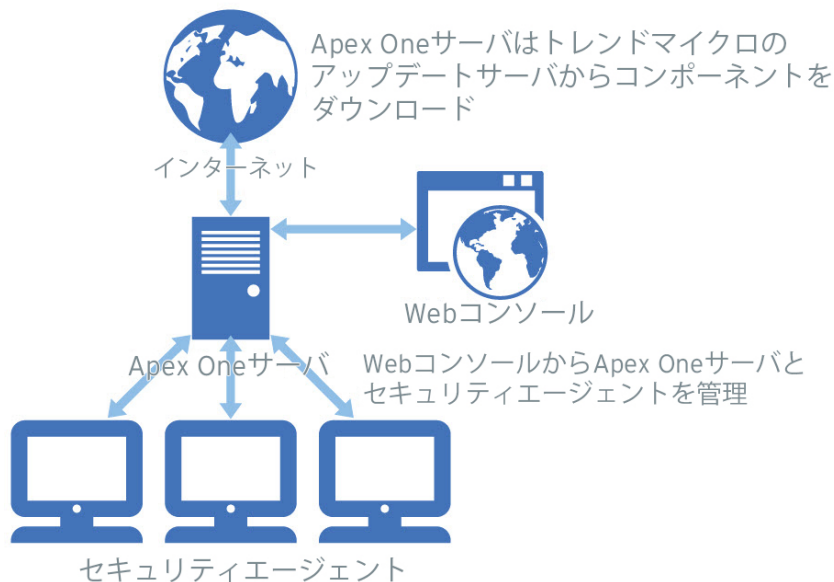 Apex Oneサーバはトレンドマイクロの
アップデートサーバからコンポーネントを
ダウンロード
インターネット
Webコンソール
Apex Oneサーバ
WebコンソールからApex Oneサーバと
セキュリティエージェントを管理
セキュリティエージェント